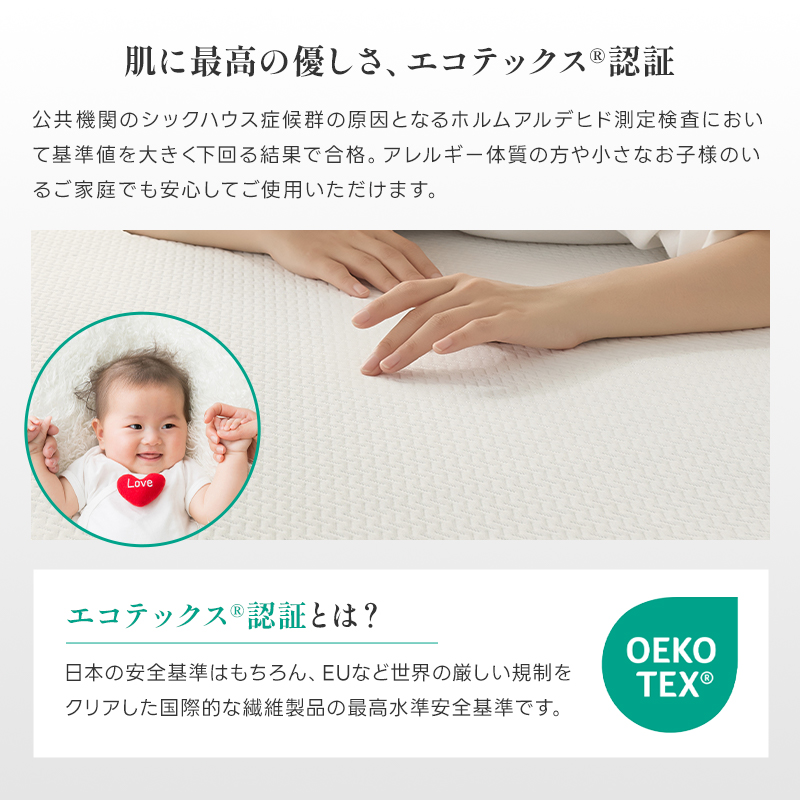 肌に最高の優しさ、エコテックス®認証
公共機関のシックハウス症候群の原因となるホルムアルデヒド測定検査におい
て基準値を大きく下回る結果で合格。アレルギー体質の方や小さなお子様のい
るご家庭でも安心してご使用いただけます。
Love
エコテックス®認証とは？
日本の安全基準はもちろん、EUなど世界の厳しい規制を
クリアした国際的な繊維製品の最高水準安全基準です。
OEKO
TEX®